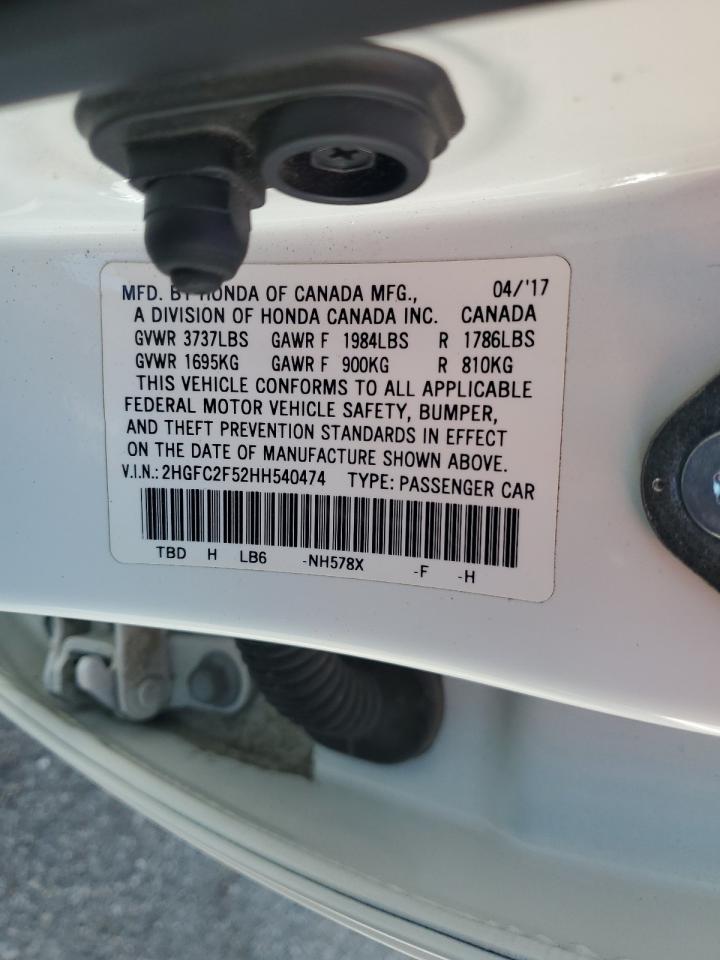 MFD. BY HONDA OF CANADA MFG., 04/'17
A DIVISION OF HONDA CANADA INC. CANADA
GVWR 3737LBS GAWR F 1984LBS R 1786LBS
GVWR 1695KG GAWR F 900KG R 810KG
THIS VEHICLE CONFORMS TO ALL APPLICABLE
FEDERAL MOTOR VEHICLE SAFETY, BUMPER,
AND THEFT PREVENTION STANDARDS IN EFFECT
ON THE DATE OF MANUFACTURE SHOWN ABOVE.
V.I.N.: 2HGFC2F52HH540474 TYPE: PASSENGER CAR
TBD H LB6 -NH578X -F -H